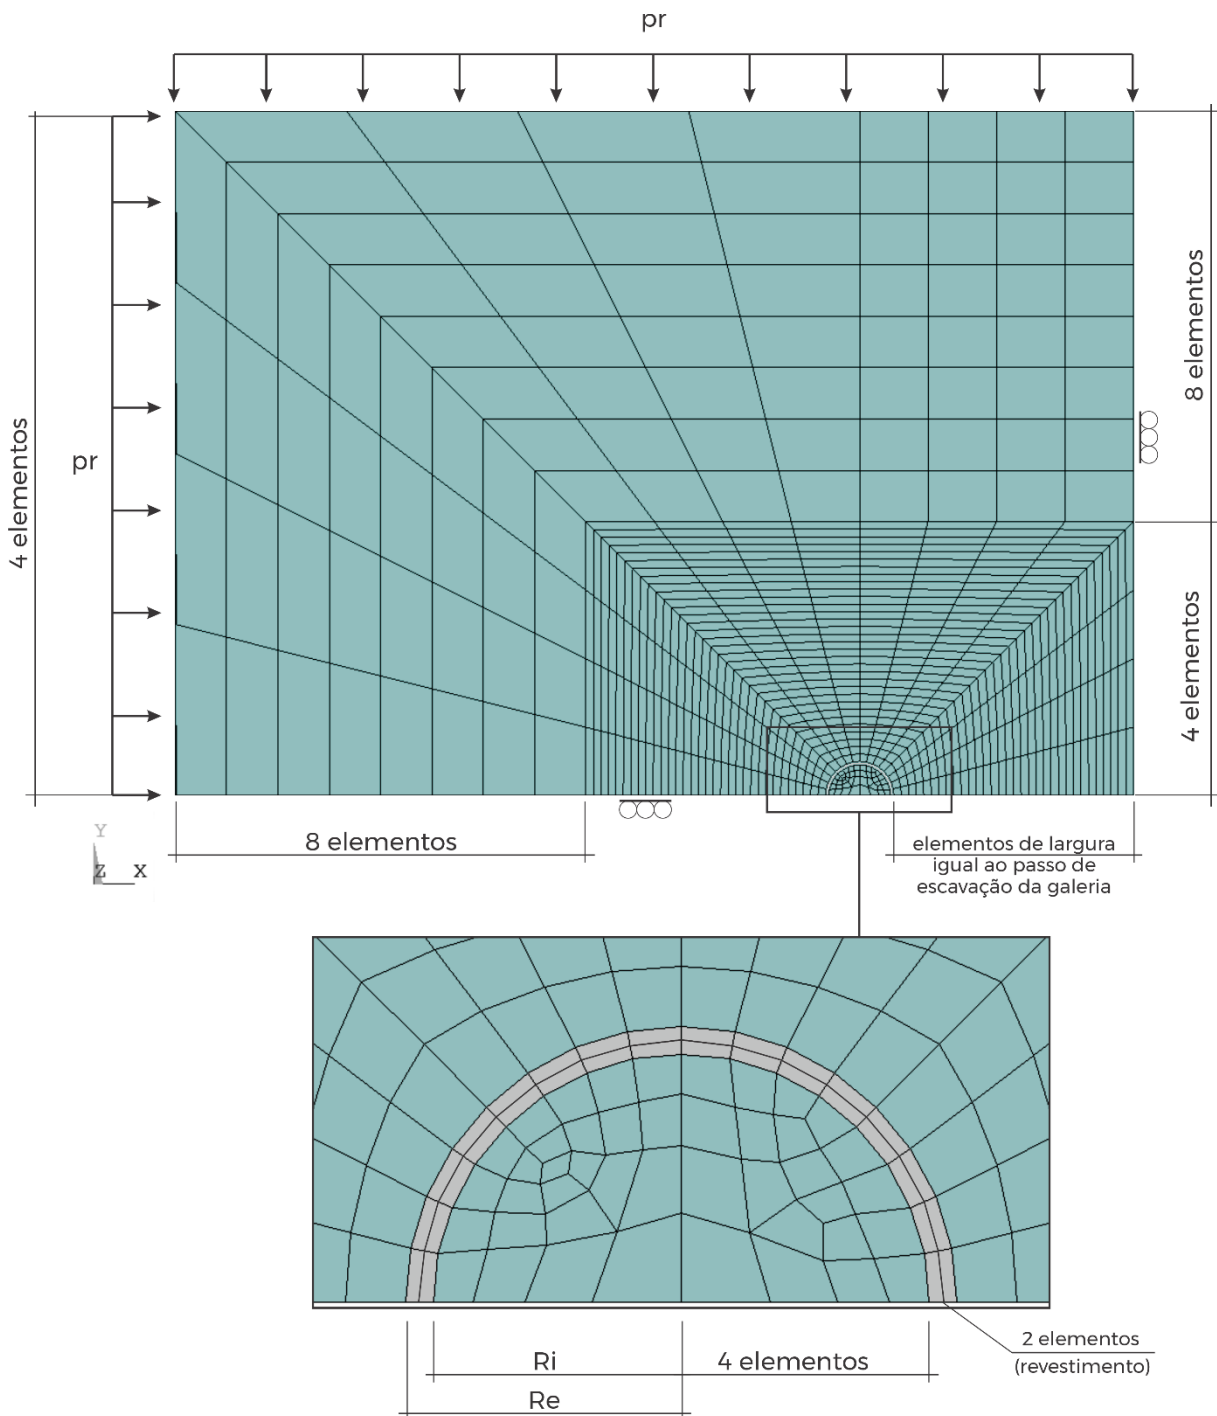 pr
8 elementos
4 elementos
pr
4 elementos
Y
Z X
8 elementos
elementos de largura
igual ao passo de
escavação da galeria
Ri
4 elementos
Re
2 elementos
(revestimento)